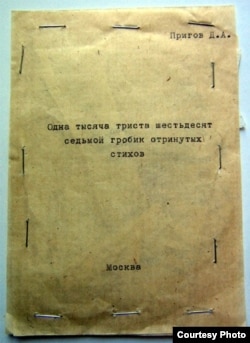 Пригов Д.А.
Одна тысяча триста шестьдесят
седьмой гробик отринутых
стихов
Москва
Courtesy Photo